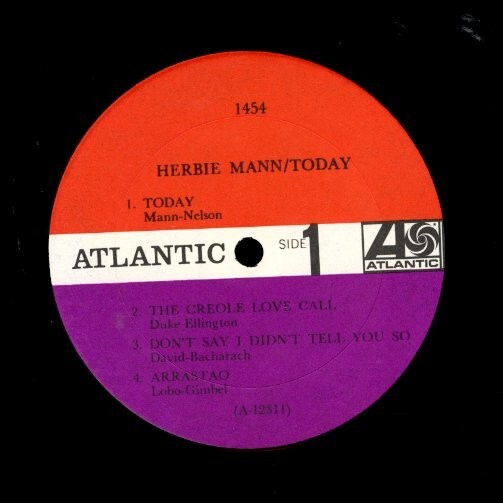 1454
HERBIE MANN/TODAY
1. TODAY
Mann-Nelson
ATLANTIC SIDE 1 ATLANTIC
2. THE CREOLE LOVE CALL
Duke Ellington
3. DON'T SAY I DIDN'T TELL YOU SO
David-Bacharach
4. ARRASTAO
Lobo-Gimbel
(A-12311)